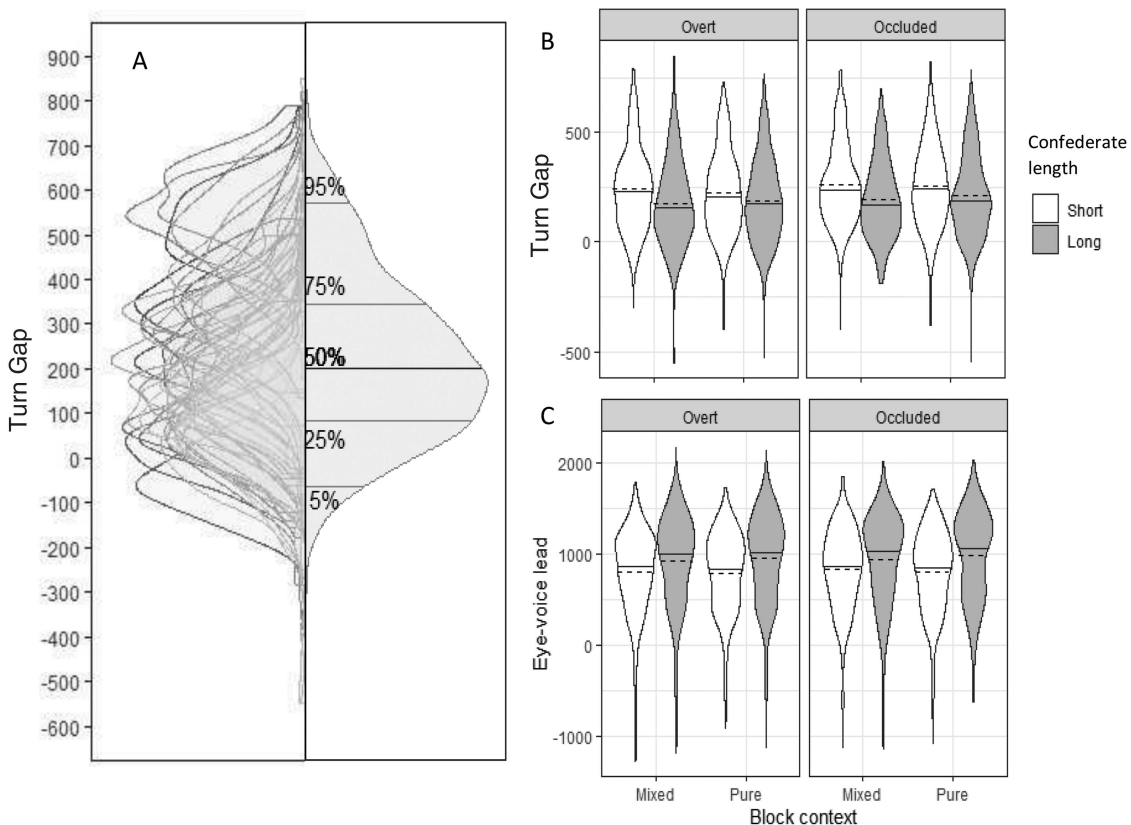 A
Turn Gap
900
800
700
600
500
400
300
200
100
0
-100
-200
-300
-400
-500
-600
95%
75%
50%
25%
5%
B
Overt
Occluded
Turn Gap
500
0
-500
Confederate
length
Short
Long
C
Overt
Occluded
Eye-voice lead
2000
1000
0
-1000
Mixed
Pure
Mixed
Pure
Block context